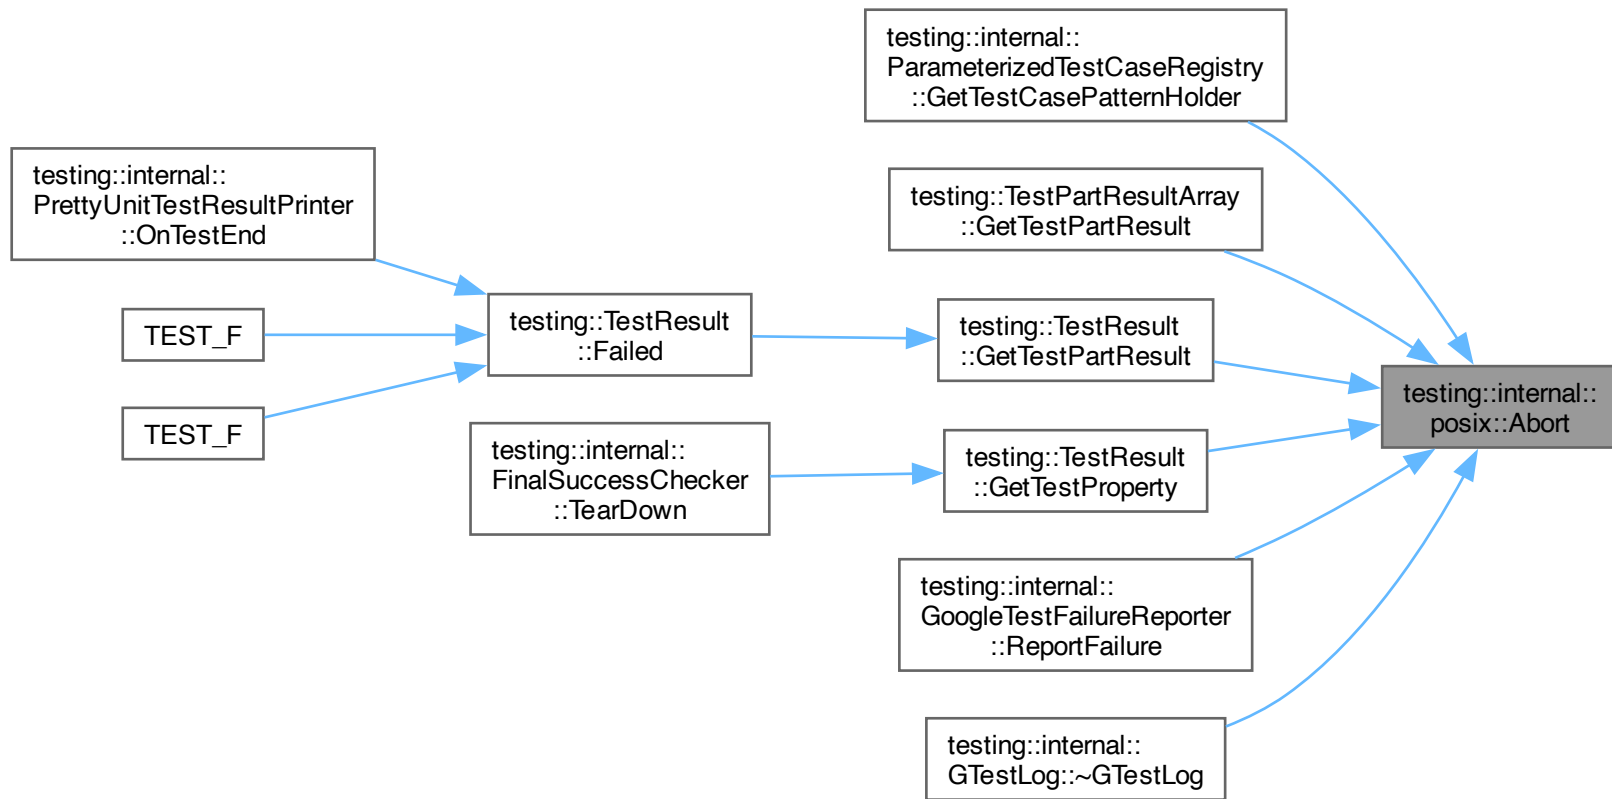 testing::internal::
ParameterizedTestCaseRegistry
::GetTestCasePatternHolder
testing::internal::
PrettyUnitTestResultPrinter
::OnTestEnd
testing::TestPartResultArray
::GetTestPartResult
TEST_F
testing::TestResult
::Failed
testing::TestResult
::GetTestPartResult
testing::internal::
posix::Abort
TEST_F
testing::internal::
FinalSuccessChecker
::TearDown
testing::TestResult
::GetTestProperty
testing::internal::
GoogleTestFailureReporter
::ReportFailure
testing::internal::
GTestLog::~GTestLog